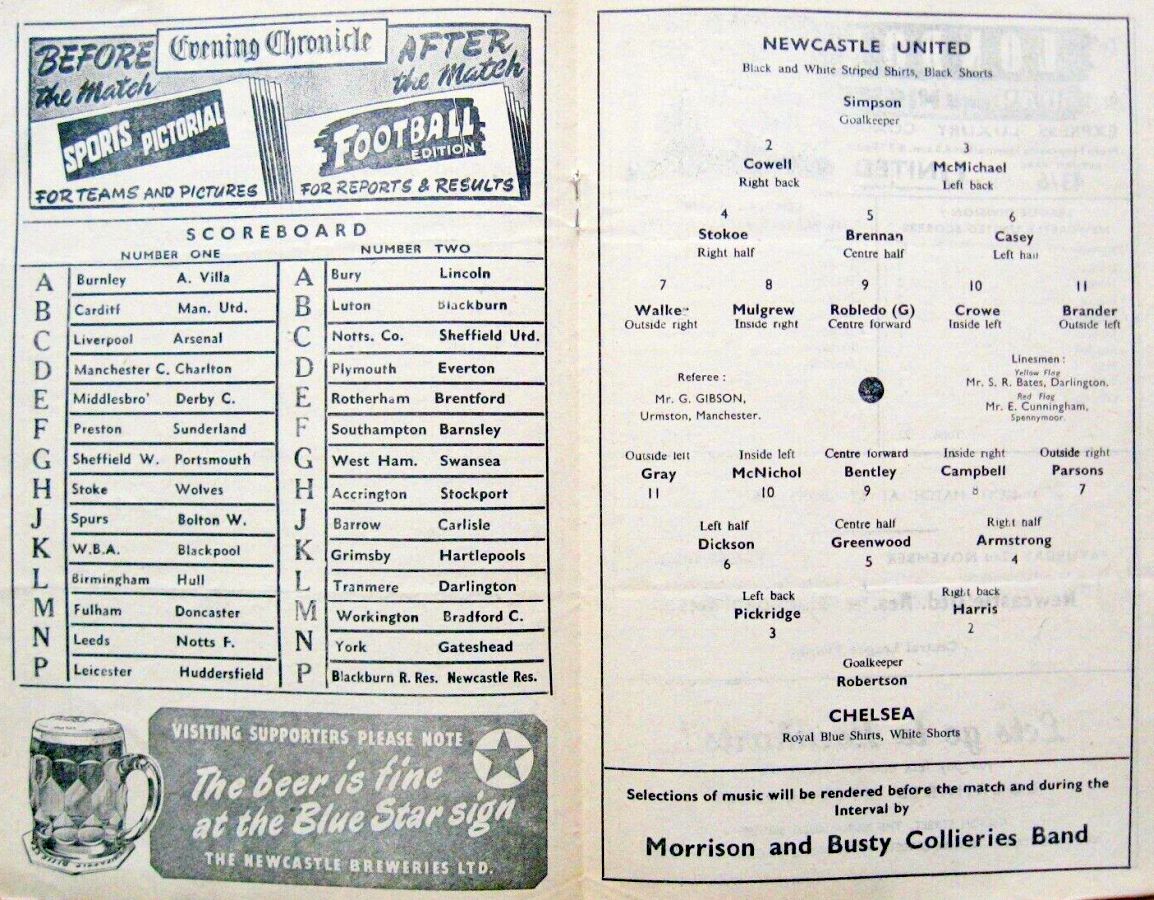 BEFORE the Match
Evening Chronicle
AFTER the Match
SPORTS PICTORIAL
FOOTBALL EDITION
FOR TEAMS AND PICTURES
FOR REPORTS & RESULTS
SCOREBOARD
NUMBER ONE
A Burnley A. Villa
B Cardiff Man. Utd.
C Liverpool Arsenal
D Manchester C. Charlton
E Middlesbro' Derby C.
F Preston Sunderland
G Sheffield W. Portsmouth
H Stoke Wolves
J Spurs Bolton W.
K W.B.A. Blackpool
L Birmingham Hull
M Fulham Doncaster
N Leeds Notts F.
P Leicester Huddersfield
NUMBER TWO
A Bury Lincoln
B Luton Blackburn
C Notts. Co. Sheffield Utd.
D Plymouth Everton
E Rotherham Brentford
F Southampton Barnsley
G West Ham. Swansea
H Accrington Stockport
J Barrow Carlisle
K Grimsby Hartlepools
L Tranmere Darlington
M Workington Bradford C.
N York Gateshead
P Blackburn R. Res. Newcastle Res.
VISITING SUPPORTERS PLEASE NOTE
The beer is fine
at the Blue Star sign
THE NEWCASTLE BREWERIES LTD.
NEWCASTLE UNITED
Black and White Striped Shirts, Black Shorts
Simpson
Goalkeeper
2 3
Cowell McMichael
Right back Left back
4 5 6
Stokoe Brennan Casey
Right half Centre half Left half
7 8 9 10 11
Walker Mulgrew Robledo (G) Crowe Brander
Outside right Inside right Centre forward Inside left Outside left
Referee :
Mr. G. GIBSON,
Urmston, Manchester.
Linesmen :
Yellow Flag
Mr. S. R. Bates, Darlington.
Red Flag
Mr. E. Cunningham,
Spennymoor.
Outside left Inside left Centre forward Inside right Outside right
Gray McNichol Bentley Campbell Parsons
11 10 9 8 7
Left half Centre half Right half
Dickson Greenwood Armstrong
6 5 4
Left back Right back
Pickridge Harris
3 2
Goalkeeper
Robertson
CHELSEA
Royal Blue Shirts, White Shorts
Selections of music will be rendered before the match and during the
Interval by
Morrison and Busty Collieries Band